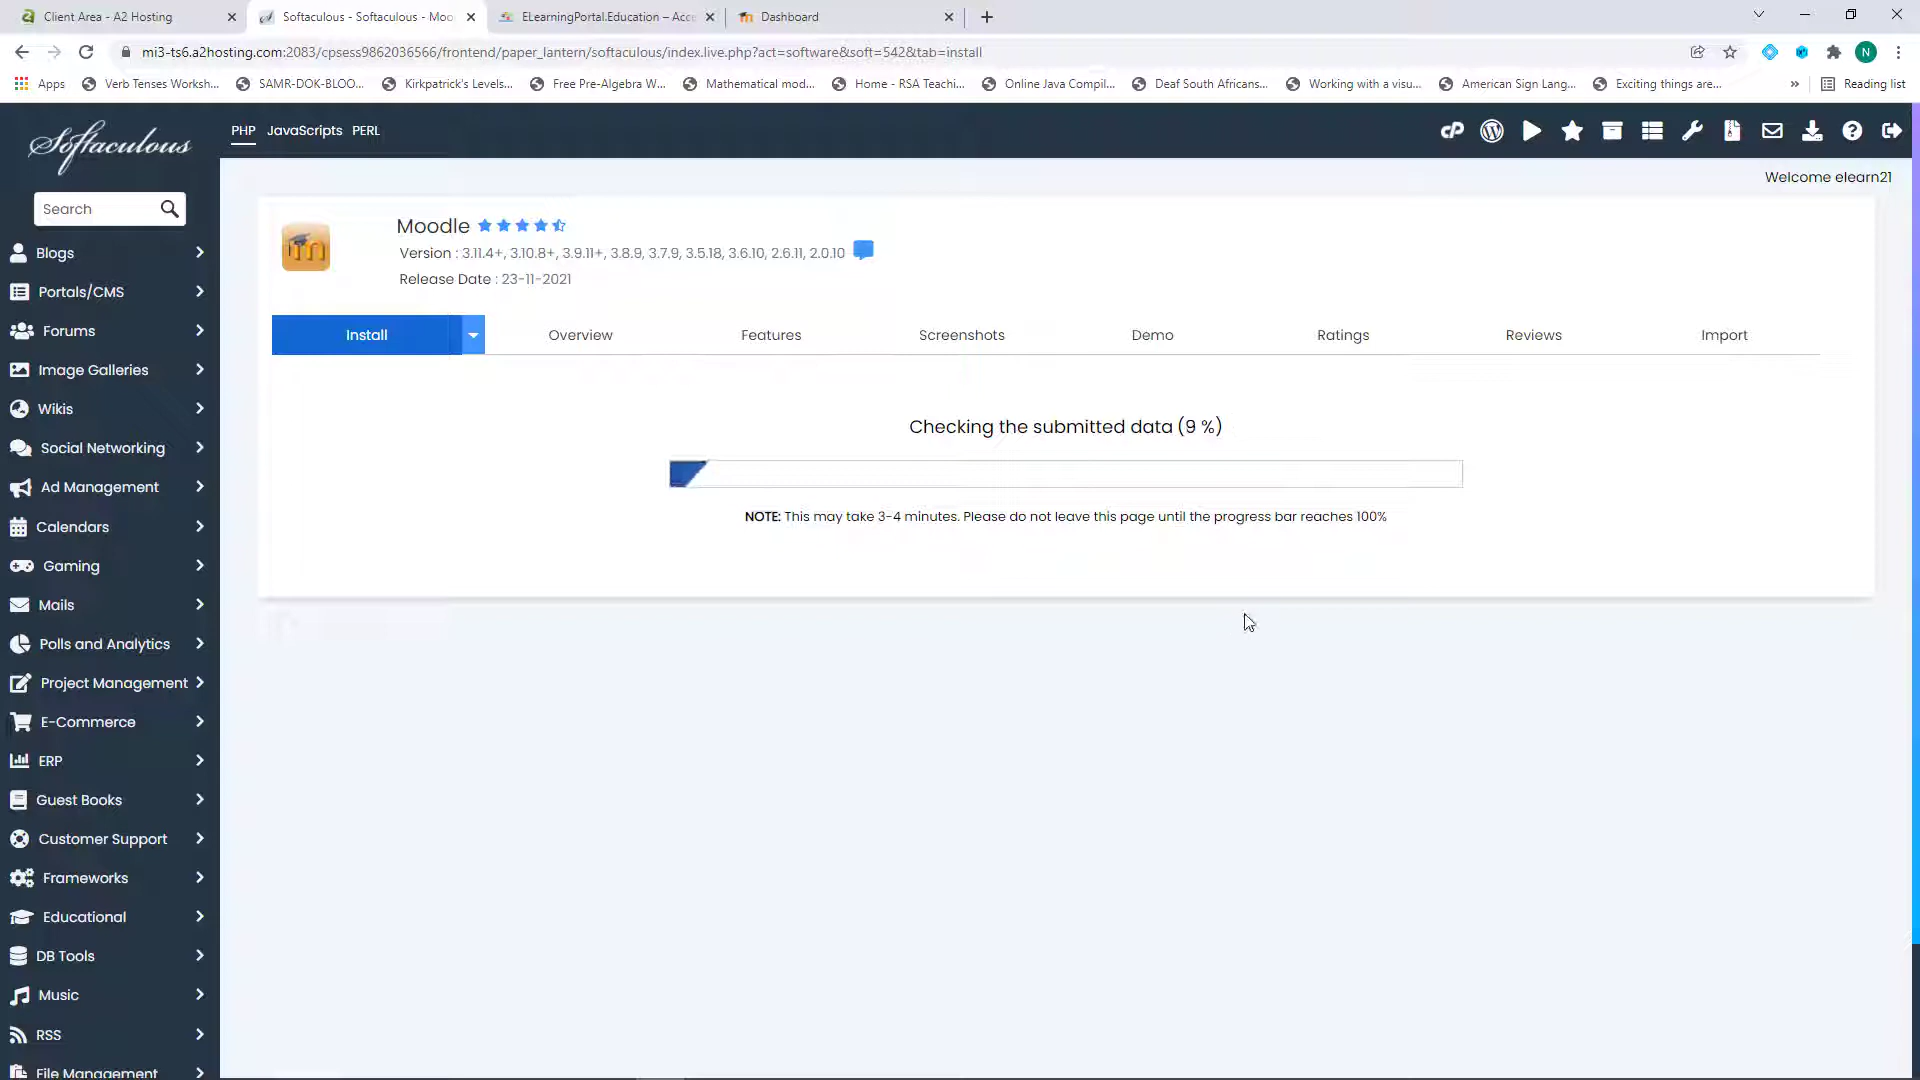 Client Area - A2 Hosting
Softaculous - Softaculous - Moo
ELearningPortal.Education – Acce
Dashboard
mi3-ts6.a2hosting.com:2083/cpsess9862036566/frontend/paper_lantern/softaculous/index.live.php?act=software&soft=542&tab=install
N
Apps
Verb Tenses Worksh...
SAMR-DOK-BLOO...
Kirkpatrick's Levels...
Free Pre-Algebra W...
Mathematical mod...
Home - RSA Teachi...
Online Java Compil...
Deaf South Africans...
Working with a visu...
American Sign Lang...
Exciting things are...
»
Reading list
Softaculous
PHP JavaScripts PERL
Welcome elearn21
Search
Blogs
Portals/CMS
Forums
Image Galleries
Wikis
Social Networking
Ad Management
Calendars
Gaming
Mails
Polls and Analytics
Project Management
E-Commerce
ERP
Guest Books
Customer Support
Frameworks
Educational
DB Tools
Music
RSS
File Management
Moodle
Version : 3.11.4+, 3.10.8+, 3.9.11+, 3.8.9, 3.7.9, 3.5.18, 3.6.10, 2.6.11, 2.0.10
Release Date : 23-11-2021
Install
Overview
Features
Screenshots
Demo
Ratings
Reviews
Import
Checking the submitted data (9 %)
NOTE: This may take 3-4 minutes. Please do not leave this page until the progress bar reaches 100%